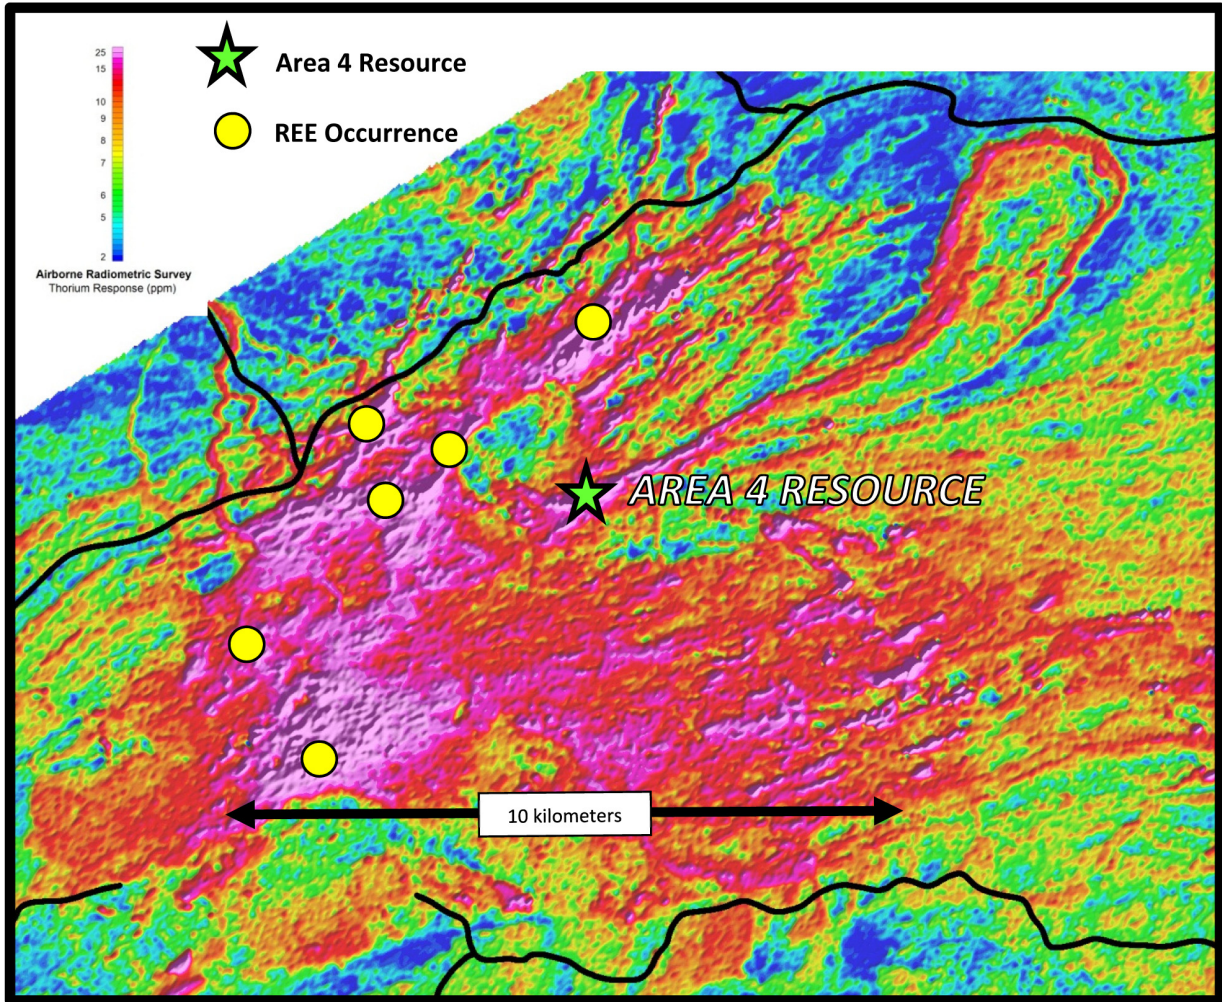 Area 4 Resource
REE Occurrence
25
15
10
9
8
7
6
5
2
Airborne Radiometric Survey
Thorium Response (ppm)
AREA 4 RESOURCE
10 kilometers